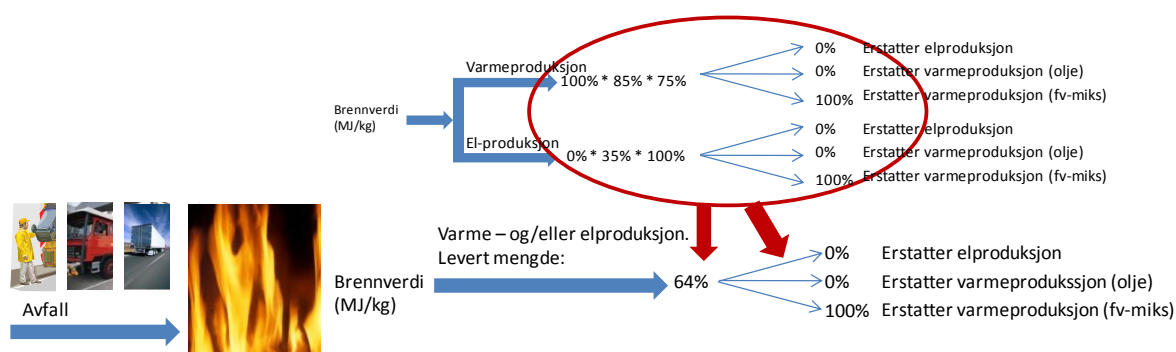 0% Erstatter elproduksjon
Varmeproduksjon
100% * 85% * 75%
0% Erstatter varmeproduksjon (olje)
100% Erstatter varmeproduksjon (fv-miks)
Brennverdi
(MJ/kg)
0% Erstatter elproduksjon
El-produksjon
0% * 35% * 100%
0% Erstatter varmeproduksjon (olje)
100% Erstatter varmeproduksjon (fv-miks)
Varme – og/eller elproduksjon.
Levert mengde:
Brennverdi
(MJ/kg)
64%
0% Erstatter elproduksjon
0% Erstatter varmeprodukssjon (olje)
100% Erstatter varmeproduksjon (fv-miks)
Avfall